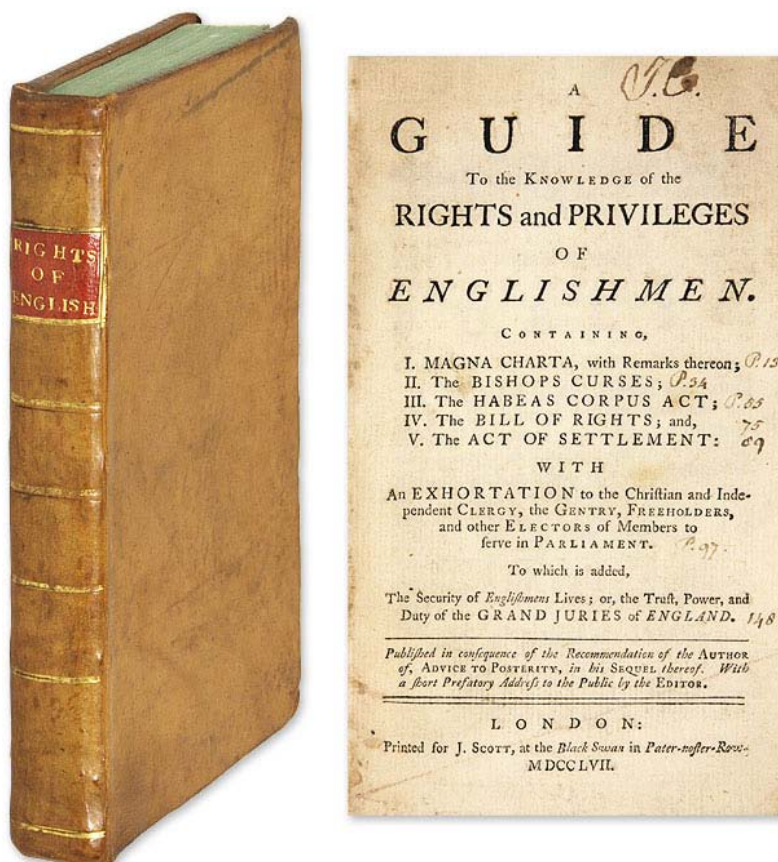 RIGHTS
OF
ENGLISH
J.C.
A
GUIDE
To the KNOWLEDGE of the
RIGHTS and PRIVILEGES
OF
ENGLISHMEN.
CONTAINING,
I. MAGNA CHARTA, with Remarks thereon; P.15
II. The BISHOPS CURSES; P.34
III. The HABEAS CORPUS ACT; P.55
IV. The BILL OF RIGHTS; and, 75
V. The ACT OF SETTLEMENT: 89
WITH
An EXHORTATION to the Chriſtian and Inde-
pendent CLERGY, the GENTRY, FREEHOLDERS,
and other ELECTORS of Members to
ſerve in PARLIAMENT. P.97.
To which is added,
The Security of Engliſhmens Lives; or, the Truſt, Power, and
Duty of the GRAND JURIES of ENGLAND. 148
Publiſhed in conſequence of the Recommendation of the AUTHOR
of, ADVICE TO POSTERITY, in his SEQUEL thereof. With
a ſhort Prefatory Addreſs to the Public by the EDITOR.
LONDON:
Printed for J. SCOTT, at the Black Swan in Pater-noſter-Row.
MDCCLVII.